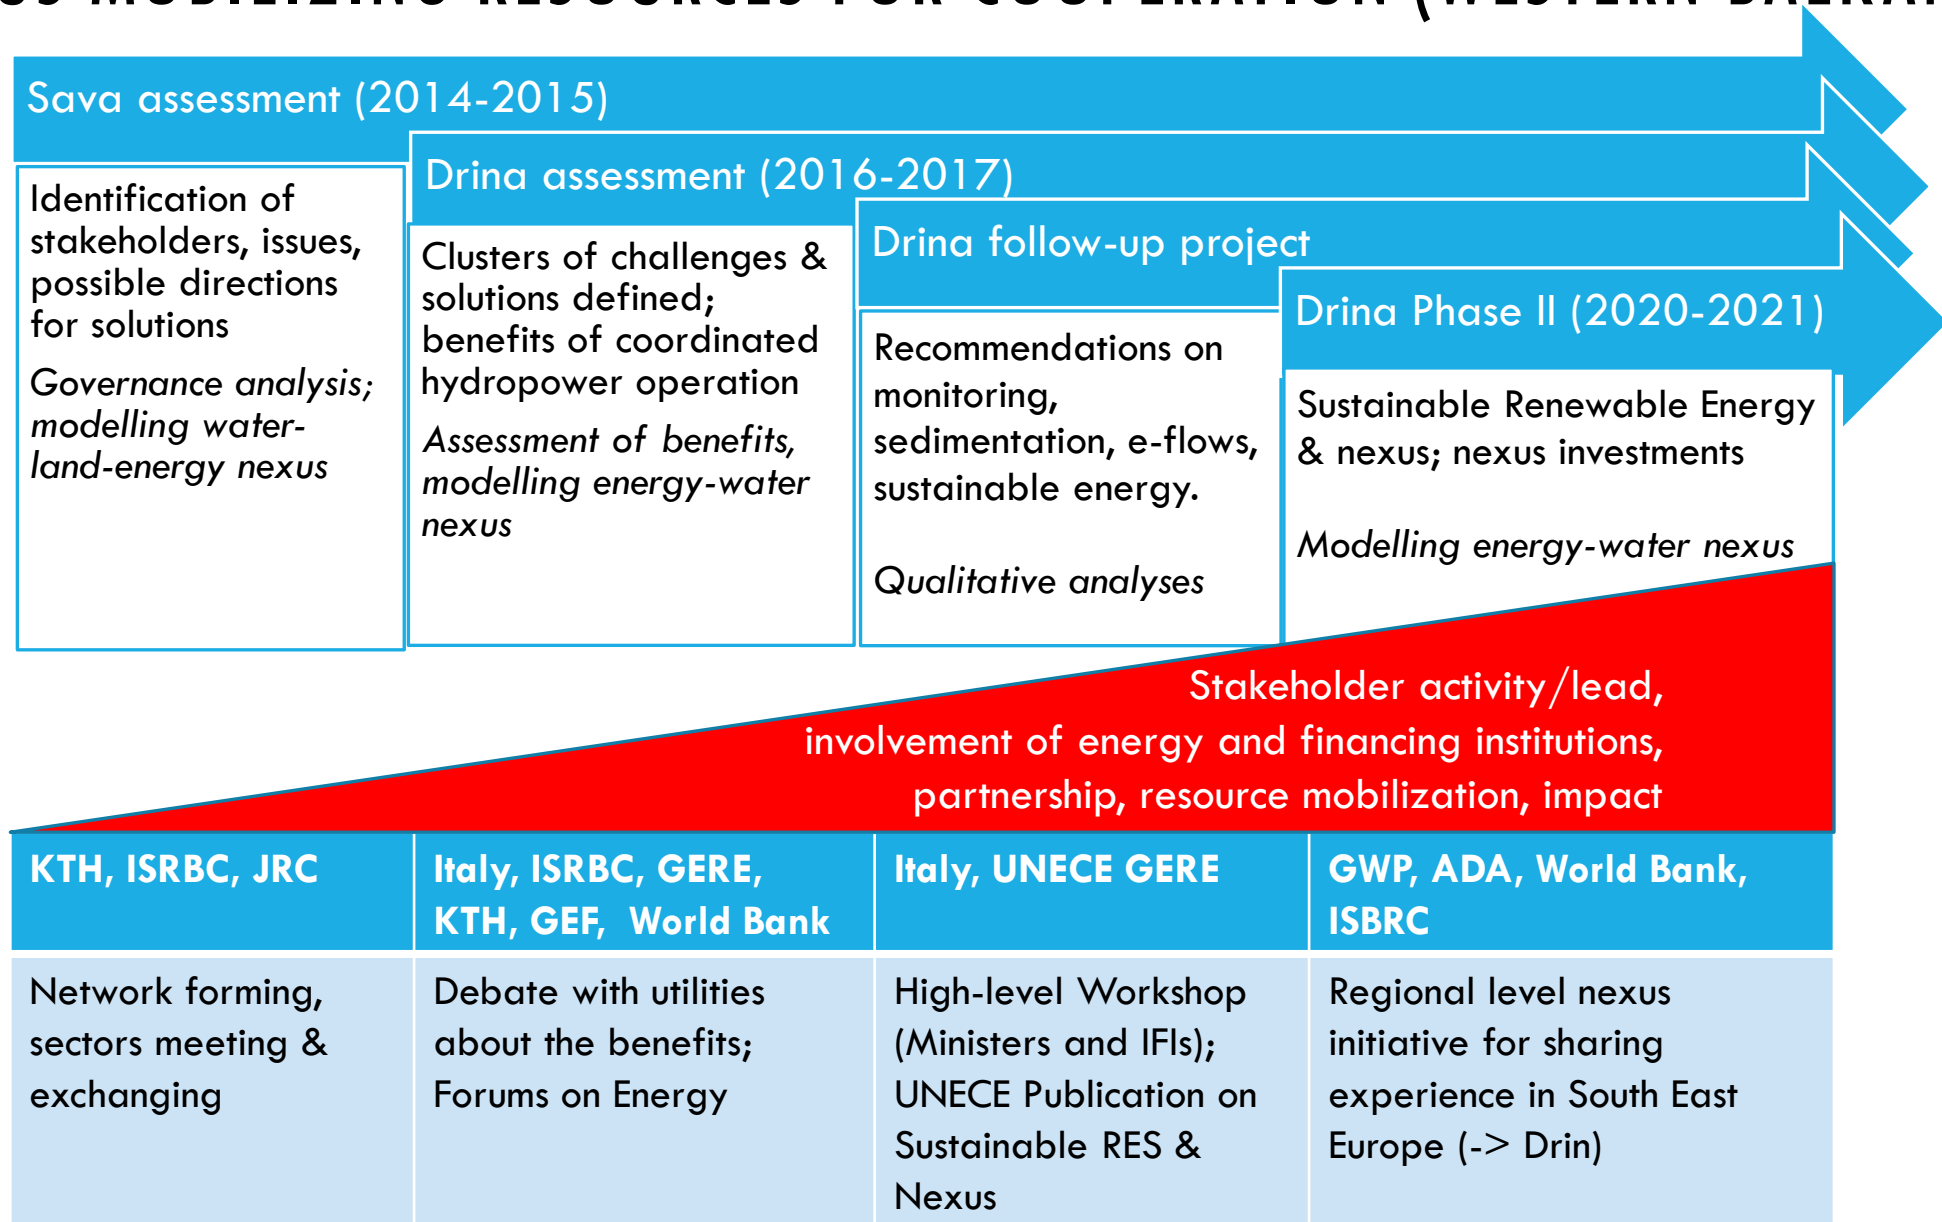 MOBILIZING RESOURCES FOR COOPERATION (WESTERN
Sava assessment (2014-2015)
Identification of
stakeholders, issues,
possible directions
for solutions
Governance analysis;
modelling water-
land-energy nexus
Drina assessment (2016-2017)
Clusters of challenges &
solutions defined;
benefits of coordinated
hydropower operation
Assessment of benefits,
modelling energy-water
nexus
Drina follow-up project
Recommendations on
monitoring,
sedimentation, e-flows,
sustainable energy.
Qualitative analyses
Drina Phase II (2020-2021)
Sustainable Renewable Energy
& nexus; nexus investments
Modelling energy-water nexus
Stakeholder activity/lead,
involvement of energy and financing institutions,
partnership, resource mobilization, impact
KTH, ISRBC, JRC
Italy, ISRBC, GERE,
KTH, GEF, World Bank
Italy, UNECE GERE
GWP, ADA, World Bank,
ISBRC
Network forming,
sectors meeting &
exchanging
Debate with utilities
about the benefits;
Forums on Energy
High-level Workshop
(Ministers and IFIs);
UNECE Publication on
Sustainable RES &
Nexus
Regional level nexus
initiative for sharing
experience in South East
Europe (-> Drin)